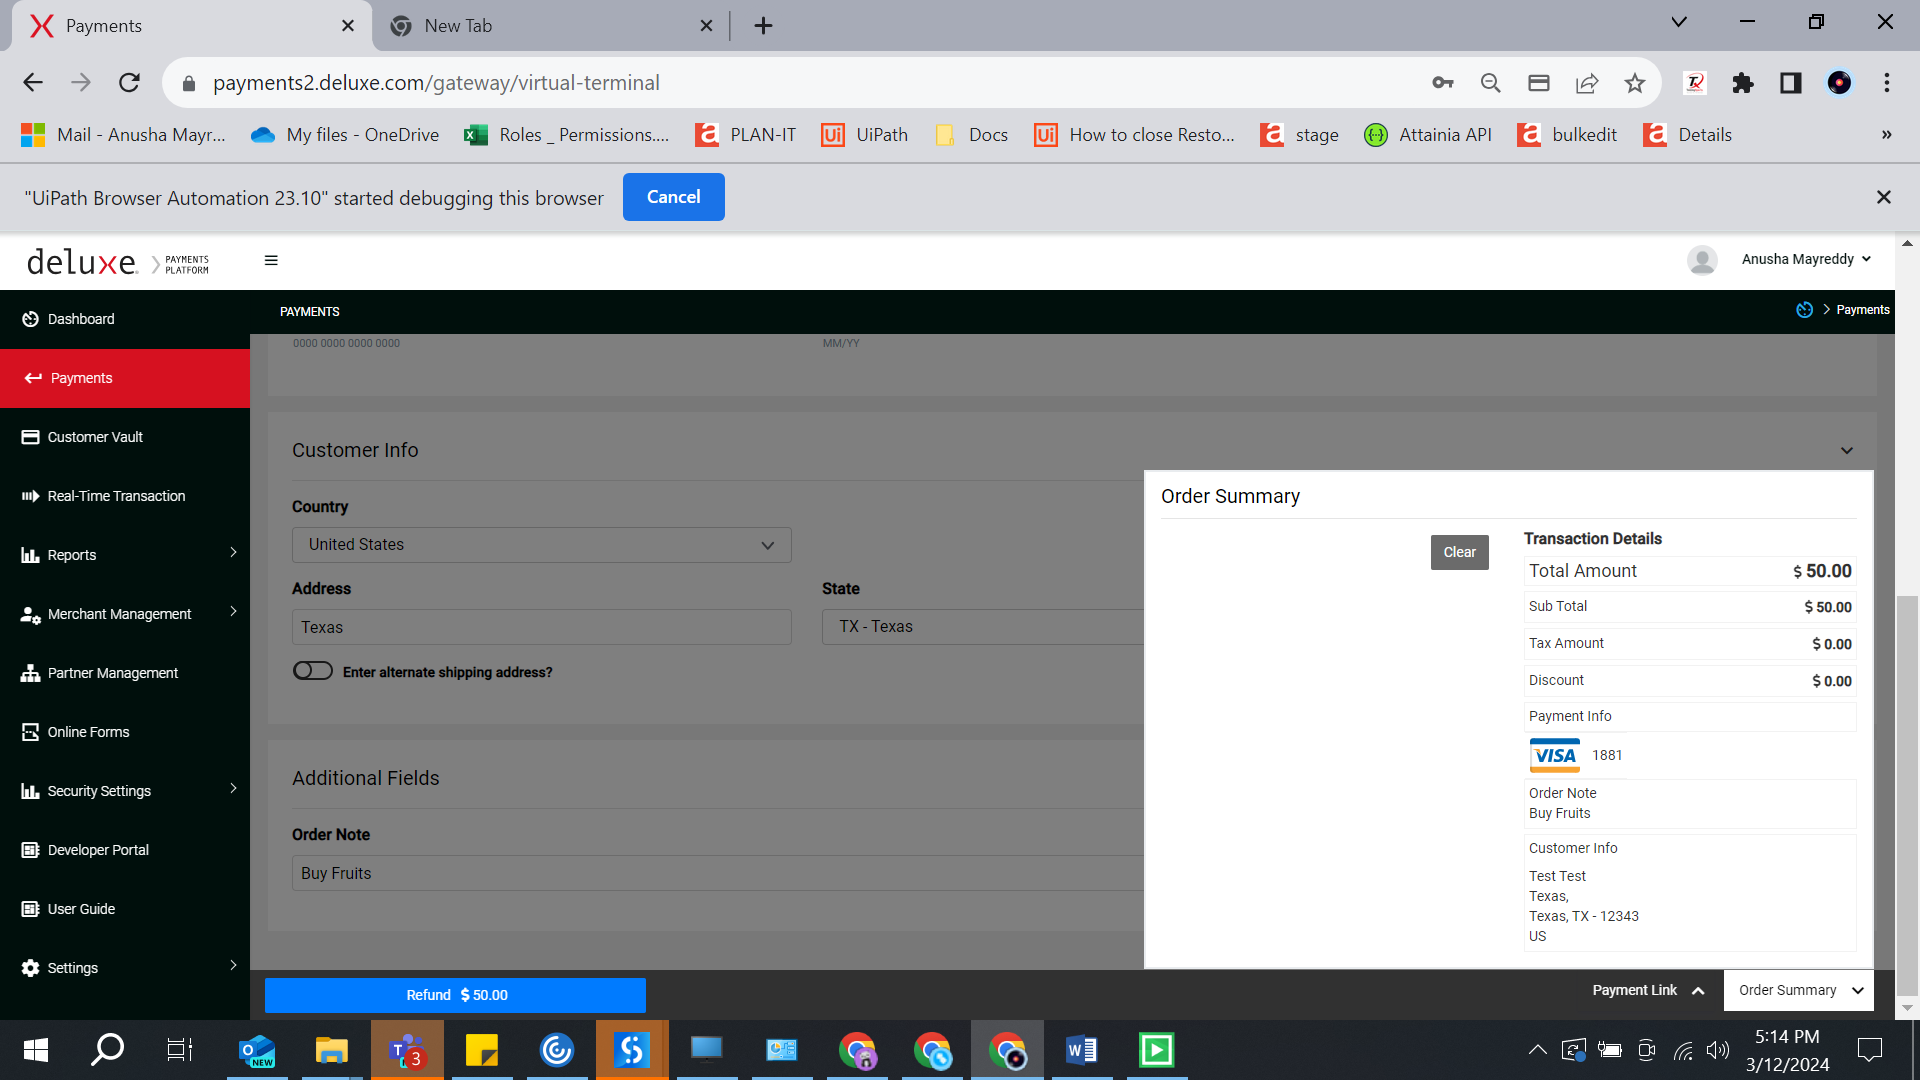 Payments
New Tab
payments2.deluxe.com/gateway/virtual-terminal
Mail - Anusha Mayr...
My files - OneDrive
Roles _ Permissions....
PLAN-IT
UiPath
Docs
How to close Resto...
stage
Attainia API
bulkedit
Details
»
"UiPath Browser Automation 23.10" started debugging this browser
Cancel
deluxe.
PAYMENTS
PLATFORM
Anusha Mayreddy
Dashboard
Payments
Customer Vault
Real-Time Transaction
Reports
Merchant Management
Partner Management
Online Forms
Security Settings
Developer Portal
User Guide
Settings
PAYMENTS
Payments
0000 0000 0000 0000
MM/YY
Customer Info
Country
United States
Address
State
Texas
TX - Texas
Enter alternate shipping address?
Additional Fields
Order Note
Buy Fruits
Order Summary
Clear
Transaction Details
Total Amount $ 50.00
Sub Total $ 50.00
Tax Amount $ 0.00
Discount $ 0.00
Payment Info
VISA 1881
Order Note
Buy Fruits
Customer Info
Test Test
Texas,
Texas, TX - 12343
US
Refund $ 50.00
Payment Link
Order Summary
NEW
3
5:14 PM
3/12/2024